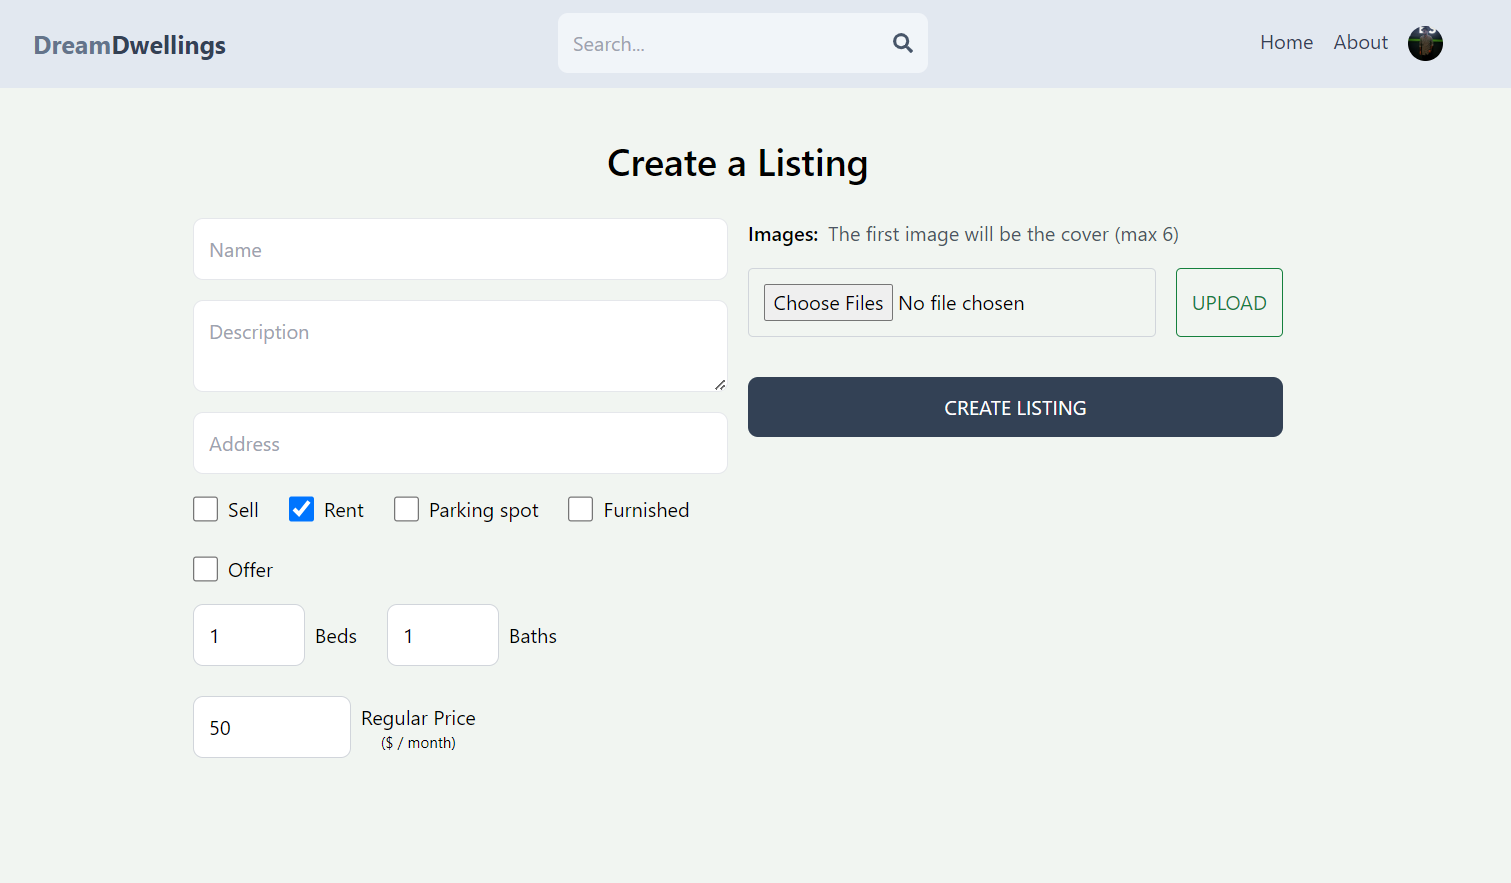 DreamDwellings
Search...
Home
About
Create a Listing
Name
Description
Address
Sell
Rent
Parking spot
Furnished
Offer
1
Beds
1
Baths
50
Regular Price
($ / month)
Images: The first image will be the cover (max 6)
Choose Files No file chosen
UPLOAD
CREATE LISTING